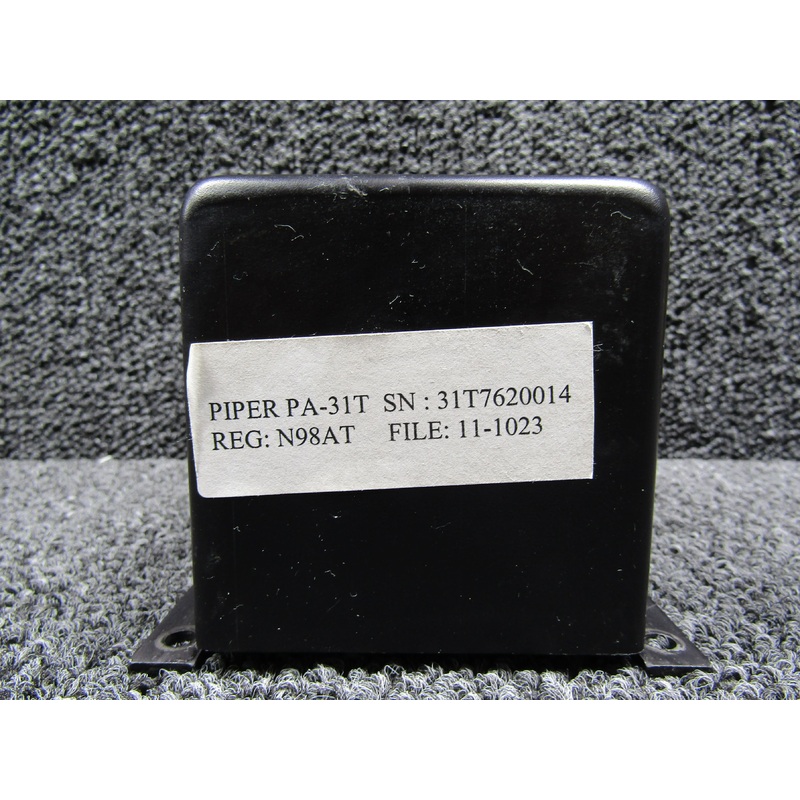 PIPER PA-31T SN : 31T7620014
REG: N98AT FILE: 11-1023